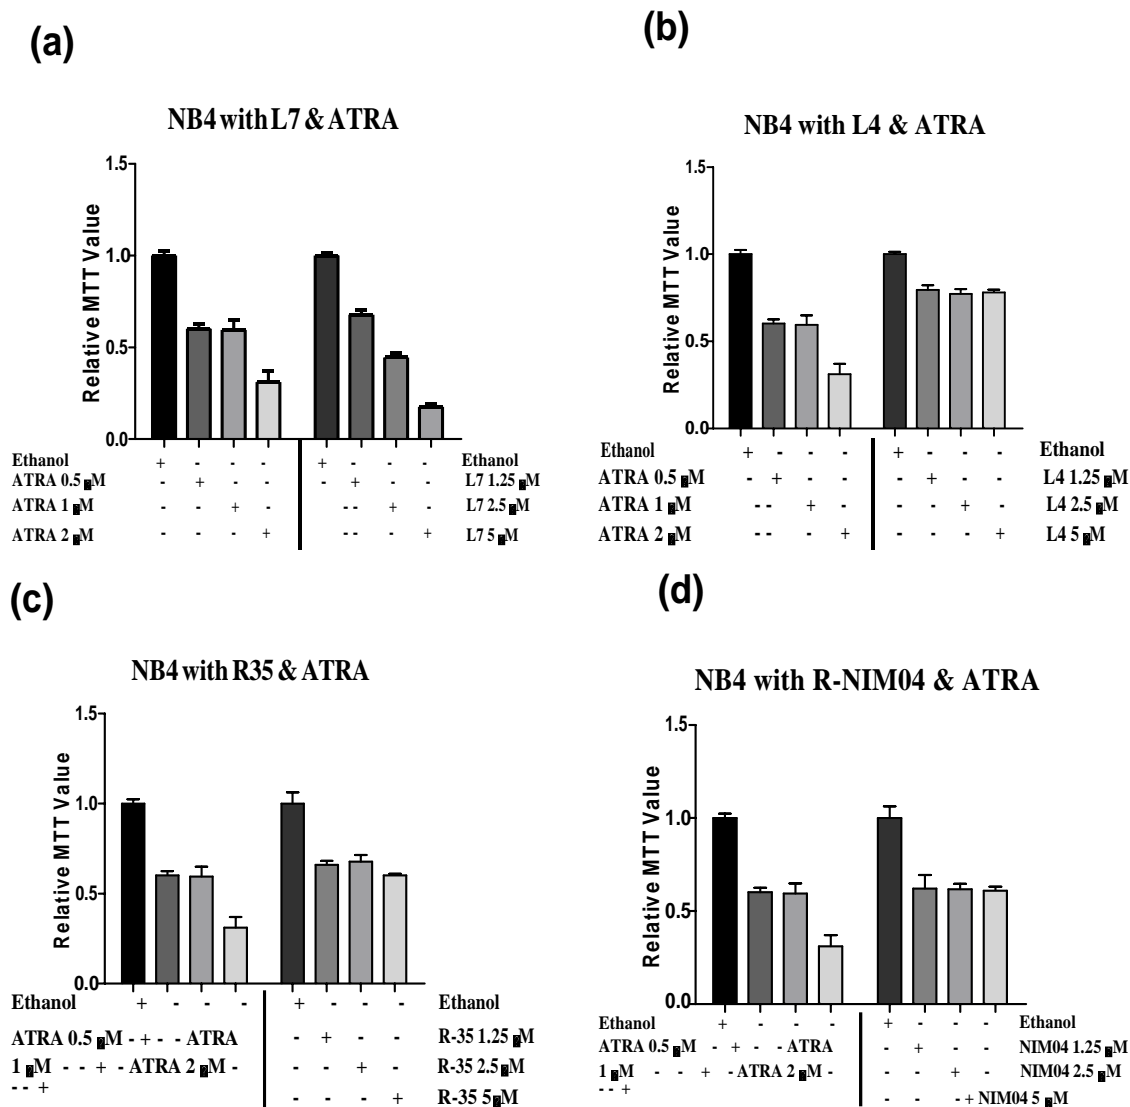 (a)
NB4 with L7 & ATRA
Relative MTT Value
1.5
1.0
0.5
0.0
Ethanol + - - - + - - - Ethanol
ATRA 0.5 M - + - - - + - - L7 1.25 M
ATRA 1 M - - + - -- + - L7 2.5 M
ATRA 2 M - - - + -- - + L7 5 M
(b)
NB4 with L4 & ATRA
Relative MTT Value
1.5
1.0
0.5
0.0
Ethanol + - - - + - - - Ethanol
ATRA 0.5 M - + - - - + - - L4 1.25 M
ATRA 1 M -- + - - - + - L4 2.5 M
ATRA 2 M -- - + - - - + L4 5 M
(c)
NB4 with R35 & ATRA
Relative MTT Value
1.5
1.0
0.5
0.0
Ethanol + - - - + - - - Ethanol
ATRA 0.5 M - + - - ATRA - + - - R-35 1.25 M
1 M - - + - ATRA 2 M - - - + - R-35 2.5 M
- - + - - - + R-35 5 M
(d)
NB4 with R-NIM04 & ATRA
Relative MTT Value
1.5
1.0
0.5
0.0
Ethanol + - - - + - - - Ethanol
ATRA 0.5 M - + - - ATRA - + - - NIM04 1.25 M
1 M - - + - ATRA 2 M - - - + - NIM04 2.5 M
- - + - - - + NIM04 5 M